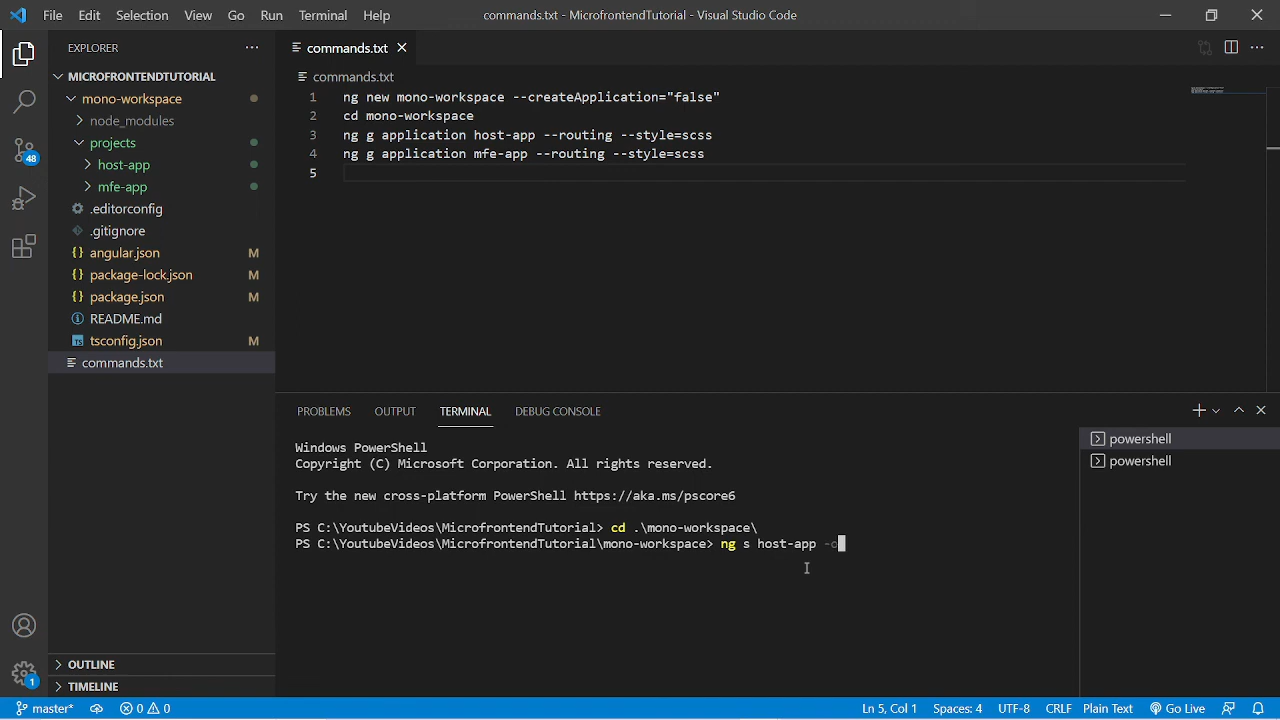 File Edit Selection View Go Run Terminal Help
commands.txt - MicrofrontendTutorial - Visual Studio Code
EXPLORER
MICROFRONTENDTUTORIAL
mono-workspace
node_modules
projects
host-app
mfe-app
.editorconfig
.gitignore
angular.json M
package-lock.json M
package.json M
README.md
tsconfig.json M
commands.txt
OUTLINE
TIMELINE
48
1
commands.txt
commands.txt
1 ng new mono-workspace --createApplication="false"
2 cd mono-workspace
3 ng g application host-app --routing --style=scss
4 ng g application mfe-app --routing --style=scss
5
PROBLEMS OUTPUT TERMINAL DEBUG CONSOLE
Windows PowerShell
Copyright (C) Microsoft Corporation. All rights reserved.
Try the new cross-platform PowerShell https://aka.ms/pscore6
PS C:\YoutubeVideos\MicrofrontendTutorial> cd .\mono-workspace\
PS C:\YoutubeVideos\MicrofrontendTutorial\mono-workspace> ng s host-app -o
powershell
powershell
master* 0 0 Ln 5, Col 1 Spaces: 4 UTF-8 CRLF Plain Text Go Live